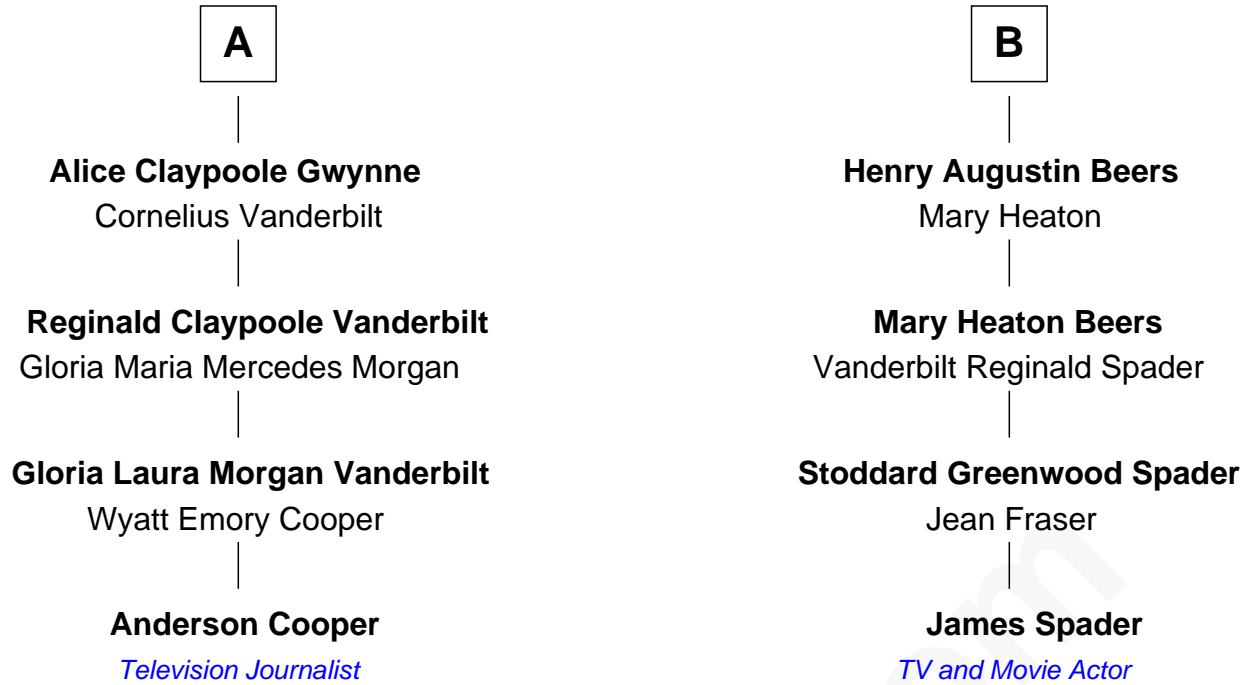 A
Alice Claypoole Gwynne
Cornelius Vanderbilt
Reginald Claypoole Vanderbilt
Gloria Maria Mercedes Morgan
Gloria Laura Morgan Vanderbilt
Wyatt Emory Cooper
Anderson Cooper
Television Journalist
B
Henry Augustin Beers
Mary Heaton
Mary Heaton Beers
Vanderbilt Reginald Spader
Stoddard Greenwood Spader
Jean Fraser
James Spader
TV and Movie Actor
om